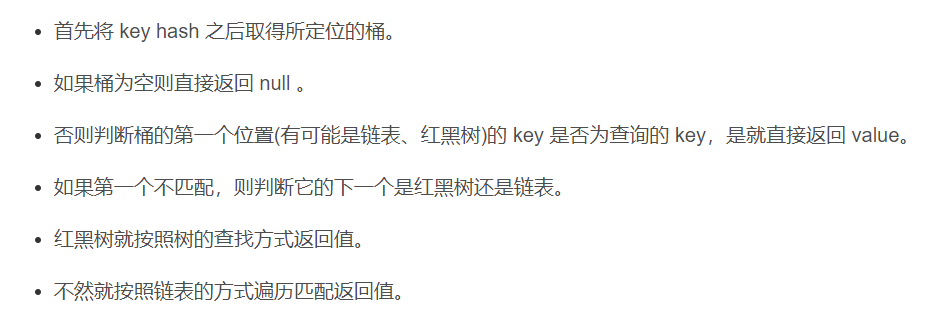 首先将 key hash 之后取得所定位的桶。
如果桶为空则直接返回 null 。
否则判断桶的第一个位置(有可能是链表、红黑树)的 key 是否为查询的 key，是就直接返回 value。
如果第一个不匹配，则判断它的下一个是红黑树还是链表。
红黑树就按照树的查找方式返回值。
不然就按照链表的方式遍历匹配返回值。